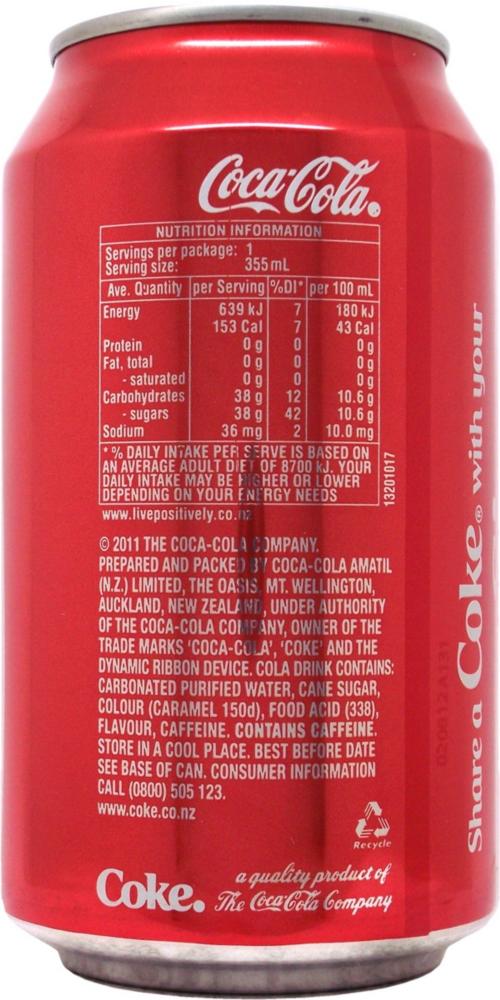 Coca-Cola®
NUTRITION INFORMATION
Servings per package: 1
Serving size: 355 mL
Ave. Quantity per Serving %DI* per 100 mL
Energy 639 kJ 7 180 kJ
153 Cal 7 43 Cal
Protein 0 g 0 0 g
Fat, total 0 g 0 0 g
- saturated 0 g 0 0 g
Carbohydrates 38 g 12 10.6 g
- sugars 38 g 42 10.6 g
Sodium 36 mg 2 10.0 mg
* % DAILY INTAKE PER SERVE IS BASED ON
AN AVERAGE ADULT DIET OF 8700 kJ. YOUR
DAILY INTAKE MAY BE HIGHER OR LOWER
DEPENDING ON YOUR ENERGY NEEDS
13201017
www.livepositively.co.nz
© 2011 THE COCA-COLA COMPANY.
PREPARED AND PACKED BY COCA-COLA AMATIL
(N.Z.) LIMITED, THE OASIS, MT. WELLINGTON,
AUCKLAND, NEW ZEALAND, UNDER AUTHORITY
OF THE COCA-COLA COMPANY, OWNER OF THE
TRADE MARKS 'COCA-COLA', 'COKE' AND THE
DYNAMIC RIBBON DEVICE. COLA DRINK CONTAINS:
CARBONATED PURIFIED WATER, CANE SUGAR,
COLOUR (CARAMEL 150d), FOOD ACID (338),
FLAVOUR, CAFFEINE. CONTAINS CAFFEINE.
STORE IN A COOL PLACE. BEST BEFORE DATE
SEE BASE OF CAN. CONSUMER INFORMATION
CALL (0800) 505 123.
www.coke.co.nz
Recycle
Coke.
a quality product of
The Coca-Cola Company
020612 A131
Share a Coke® with your